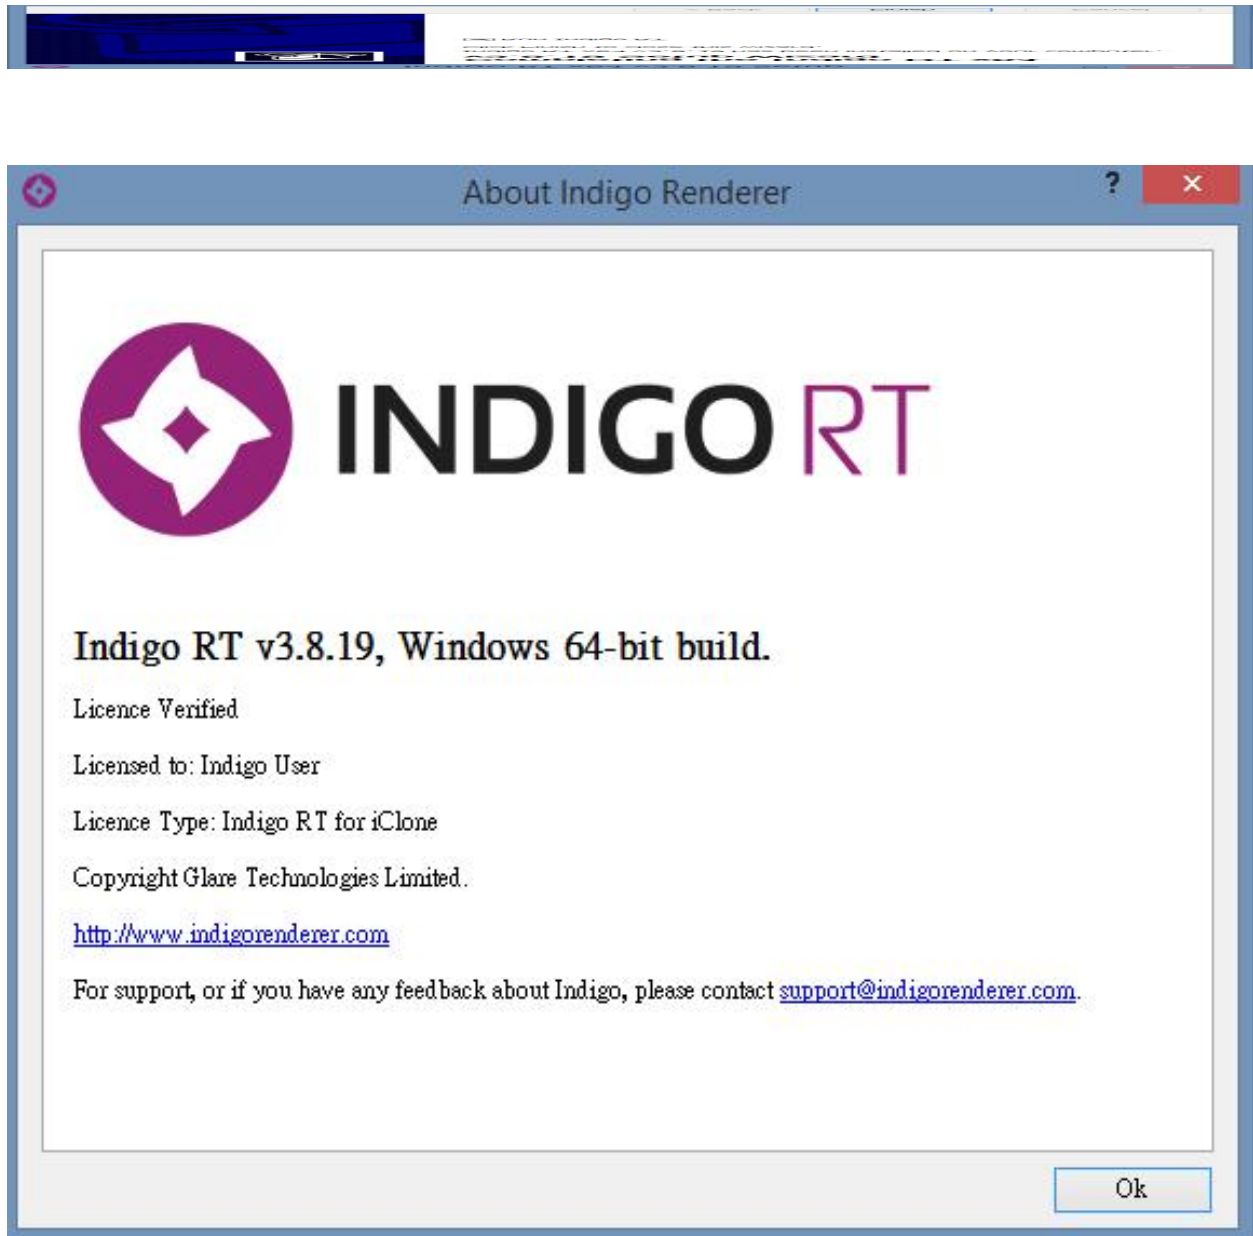 About Indigo Renderer
?
INDIGO RT
Indigo RT v3.8.19, Windows 64-bit build.
Licence Verified
Licensed to: Indigo User
Licence Type: Indigo RT for iClone
Copyright Glare Technologies Limited.
http://www.indigorenderer.com
For support, or if you have any feedback about Indigo, please contact support@indigorenderer.com.
Ok